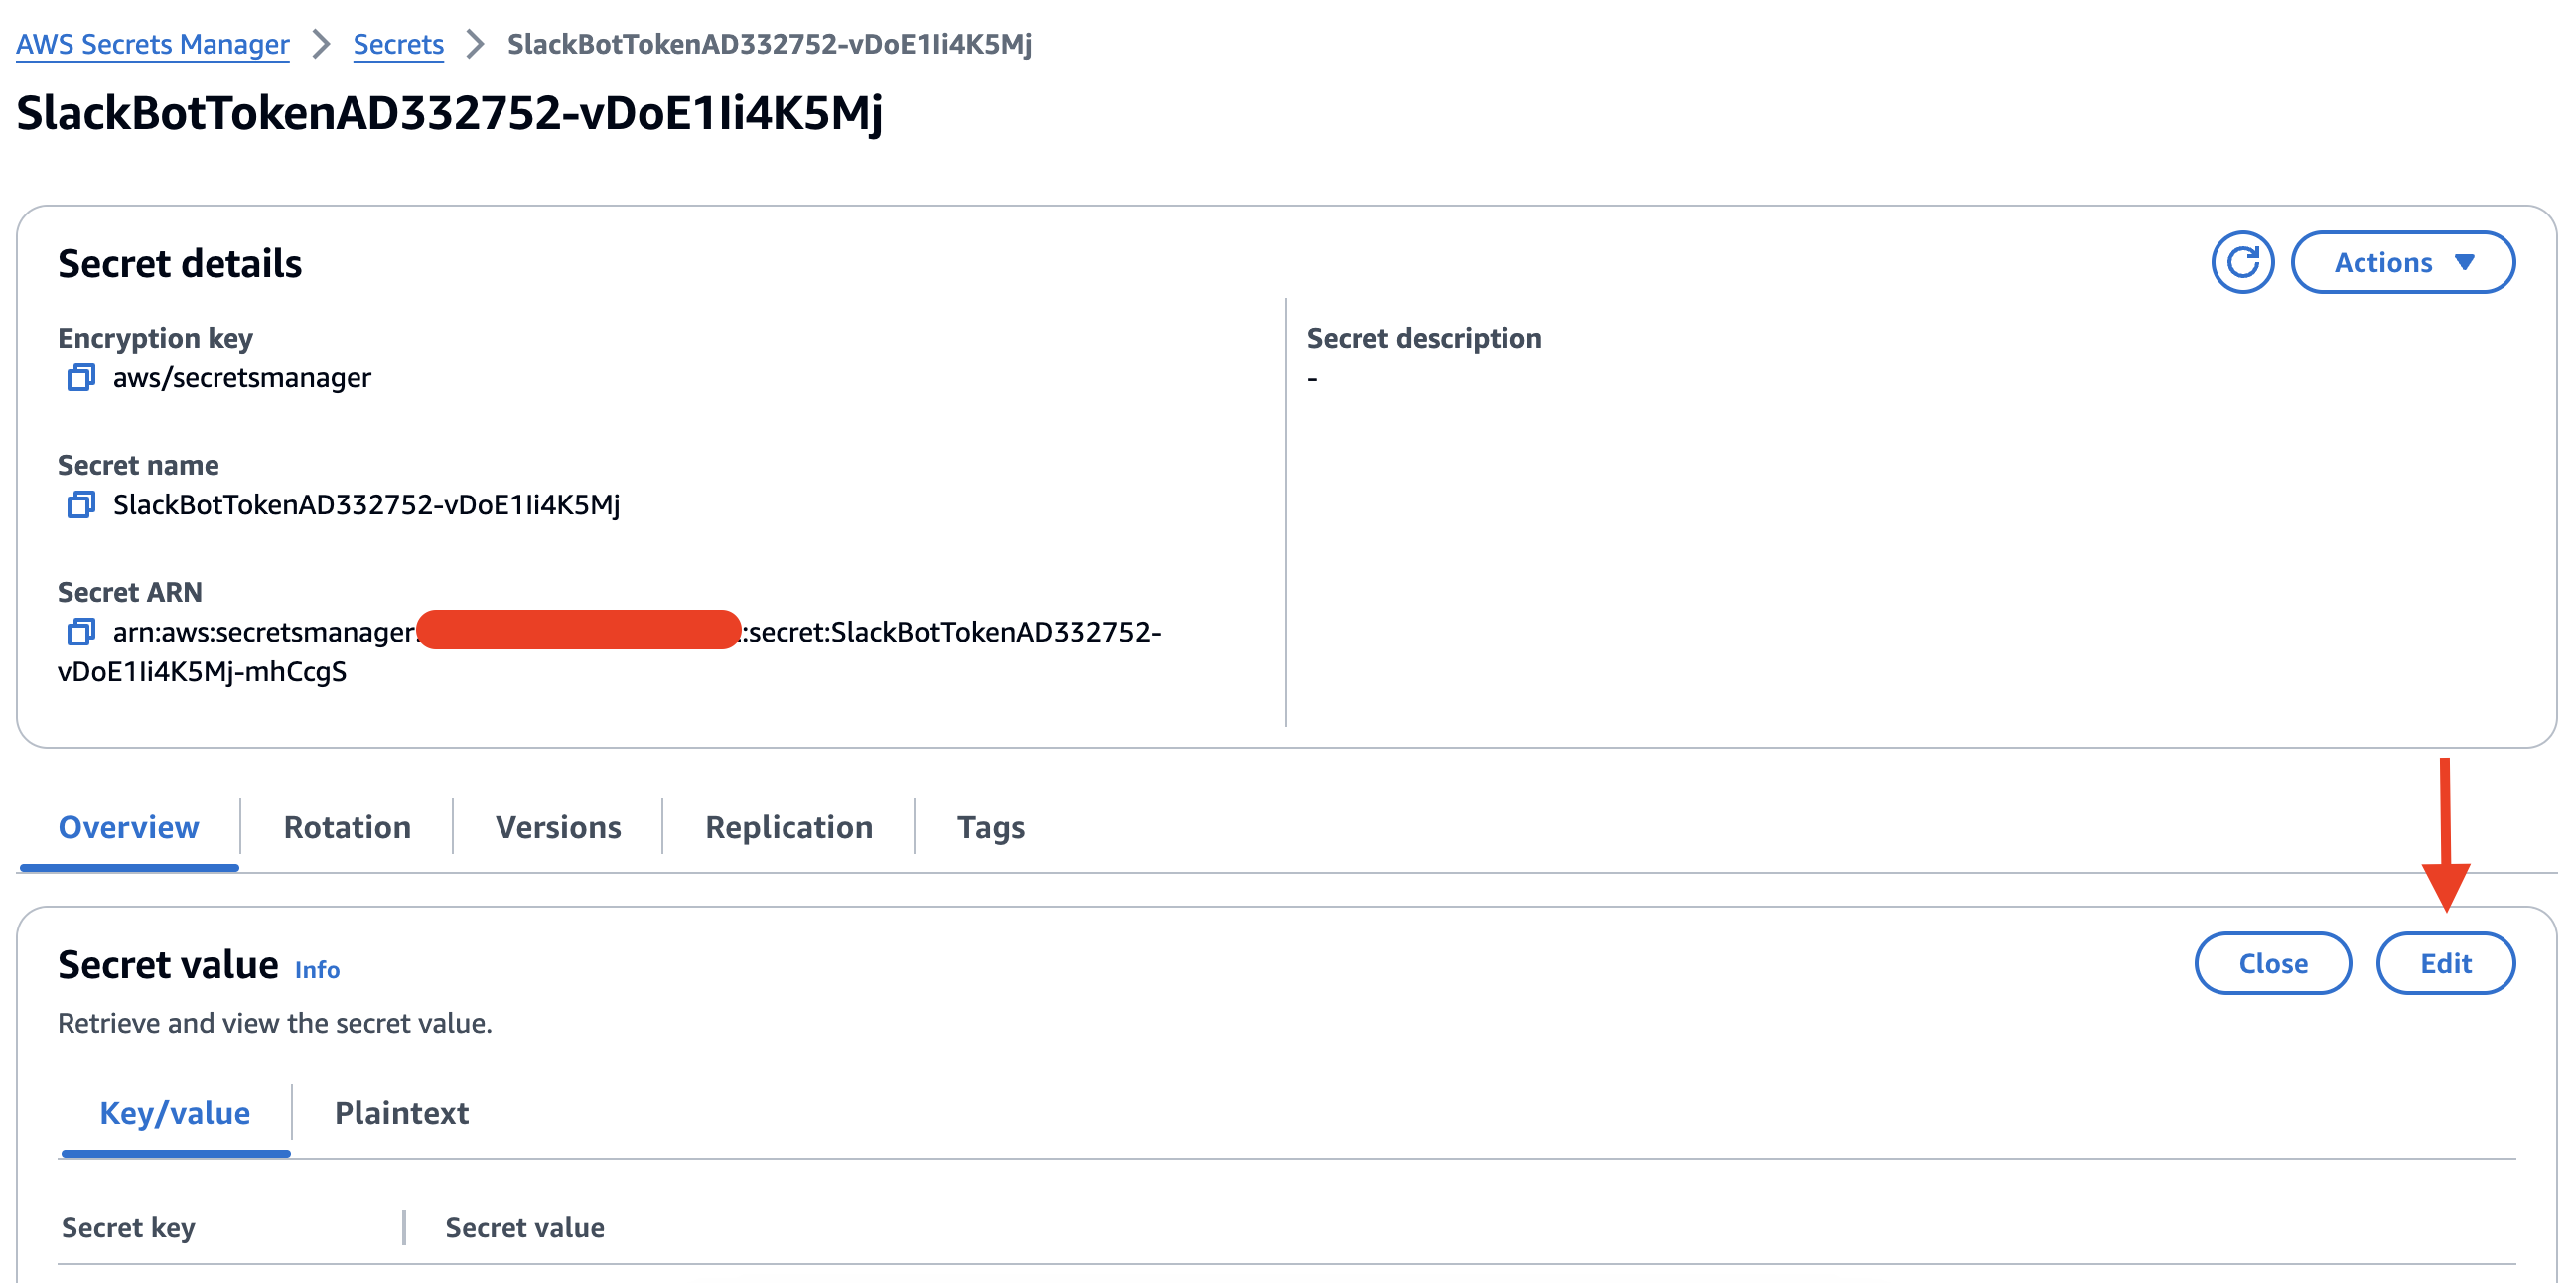 AWS Secrets Manager > Secrets > SlackBotTokenAD332752-vDoE1Ii4K5Mj
SlackBotTokenAD332752-vDoE1Ii4K5Mj
Secret details
Actions
Encryption key
aws/secretsmanager
Secret description
-
Secret name
SlackBotTokenAD332752-vDoE1Ii4K5Mj
Secret ARN
arn:aws:secretsmanager: :secret:SlackBotTokenAD332752-
vDoE1Ii4K5Mj-mhCcgS
Overview Rotation Versions Replication Tags
Secret value Info
Close Edit
Retrieve and view the secret value.
Key/value Plaintext
Secret key Secret value